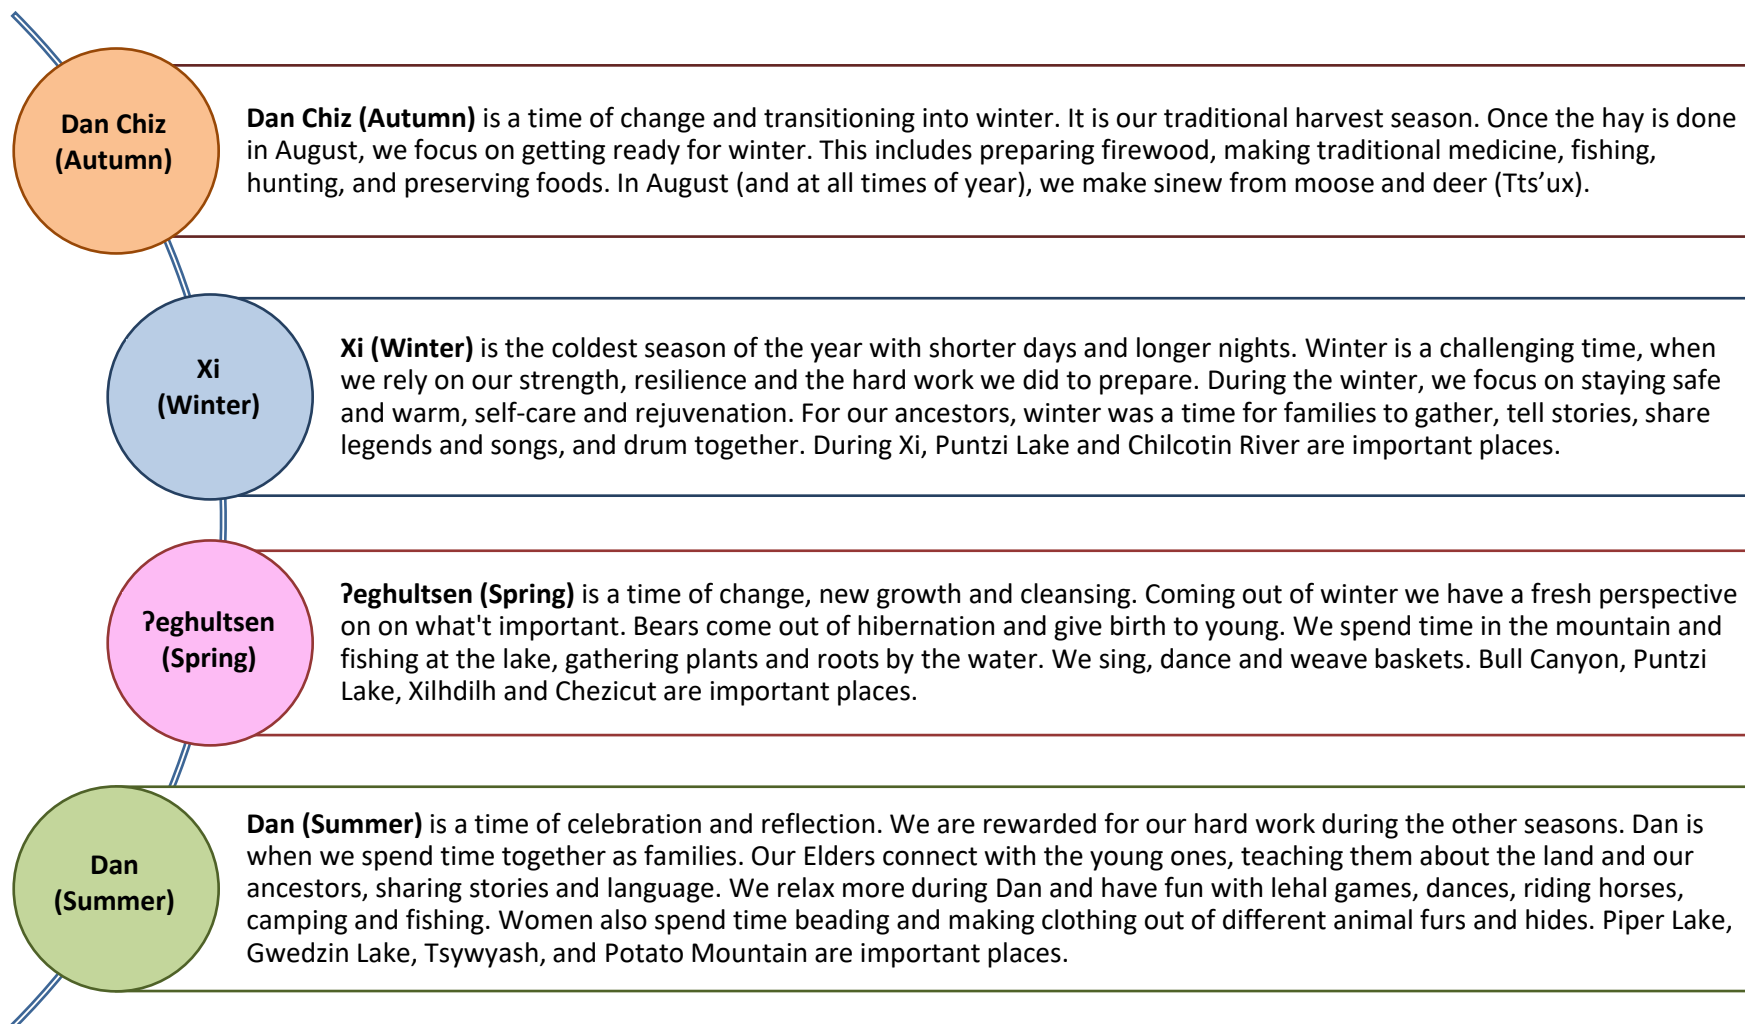 Dan Chiz
(Autumn)
Dan Chiz (Autumn) is a time of change and transitioning into winter. It is our traditional harvest season. Once the hay is done
in August, we focus on getting ready for winter. This includes preparing firewood, making traditional medicine, fishing,
hunting, and preserving foods. In August (and at all times of year), we make sinew from moose and deer (Tts’ux).
Xi
(Winter)
Xi (Winter) is the coldest season of the year with shorter days and longer nights. Winter is a challenging time, when
we rely on our strength, resilience and the hard work we did to prepare. During the winter, we focus on staying safe
and warm, self-care and rejuvenation. For our ancestors, winter was a time for families to gather, tell stories, share
legends and songs, and drum together. During Xi, Puntzi Lake and Chilcotin River are important places.
ʔeghultsen
(Spring)
ʔeghultsen (Spring) is a time of change, new growth and cleansing. Coming out of winter we have a fresh perspective
on on what's important. Bears come out of hibernation and give birth to young. We spend time in the mountain and
fishing at the lake, gathering plants and roots by the water. We sing, dance and weave baskets. Bull Canyon, Puntzi
Lake, Xilhdilh and Chezicut are important places.
Dan
(Summer)
Dan (Summer) is a time of celebration and reflection. We are rewarded for our hard work during the other seasons. Dan is
when we spend time together as families. Our Elders connect with the young ones, teaching them about the land and our
ancestors, sharing stories and language. We relax more during Dan and have fun with lehal games, dances, riding horses,
camping and fishing. Women also spend time beading and making clothing out of different animal furs and hides. Piper Lake,
Gwedzin Lake, Tsywyash, and Potato Mountain are important places.